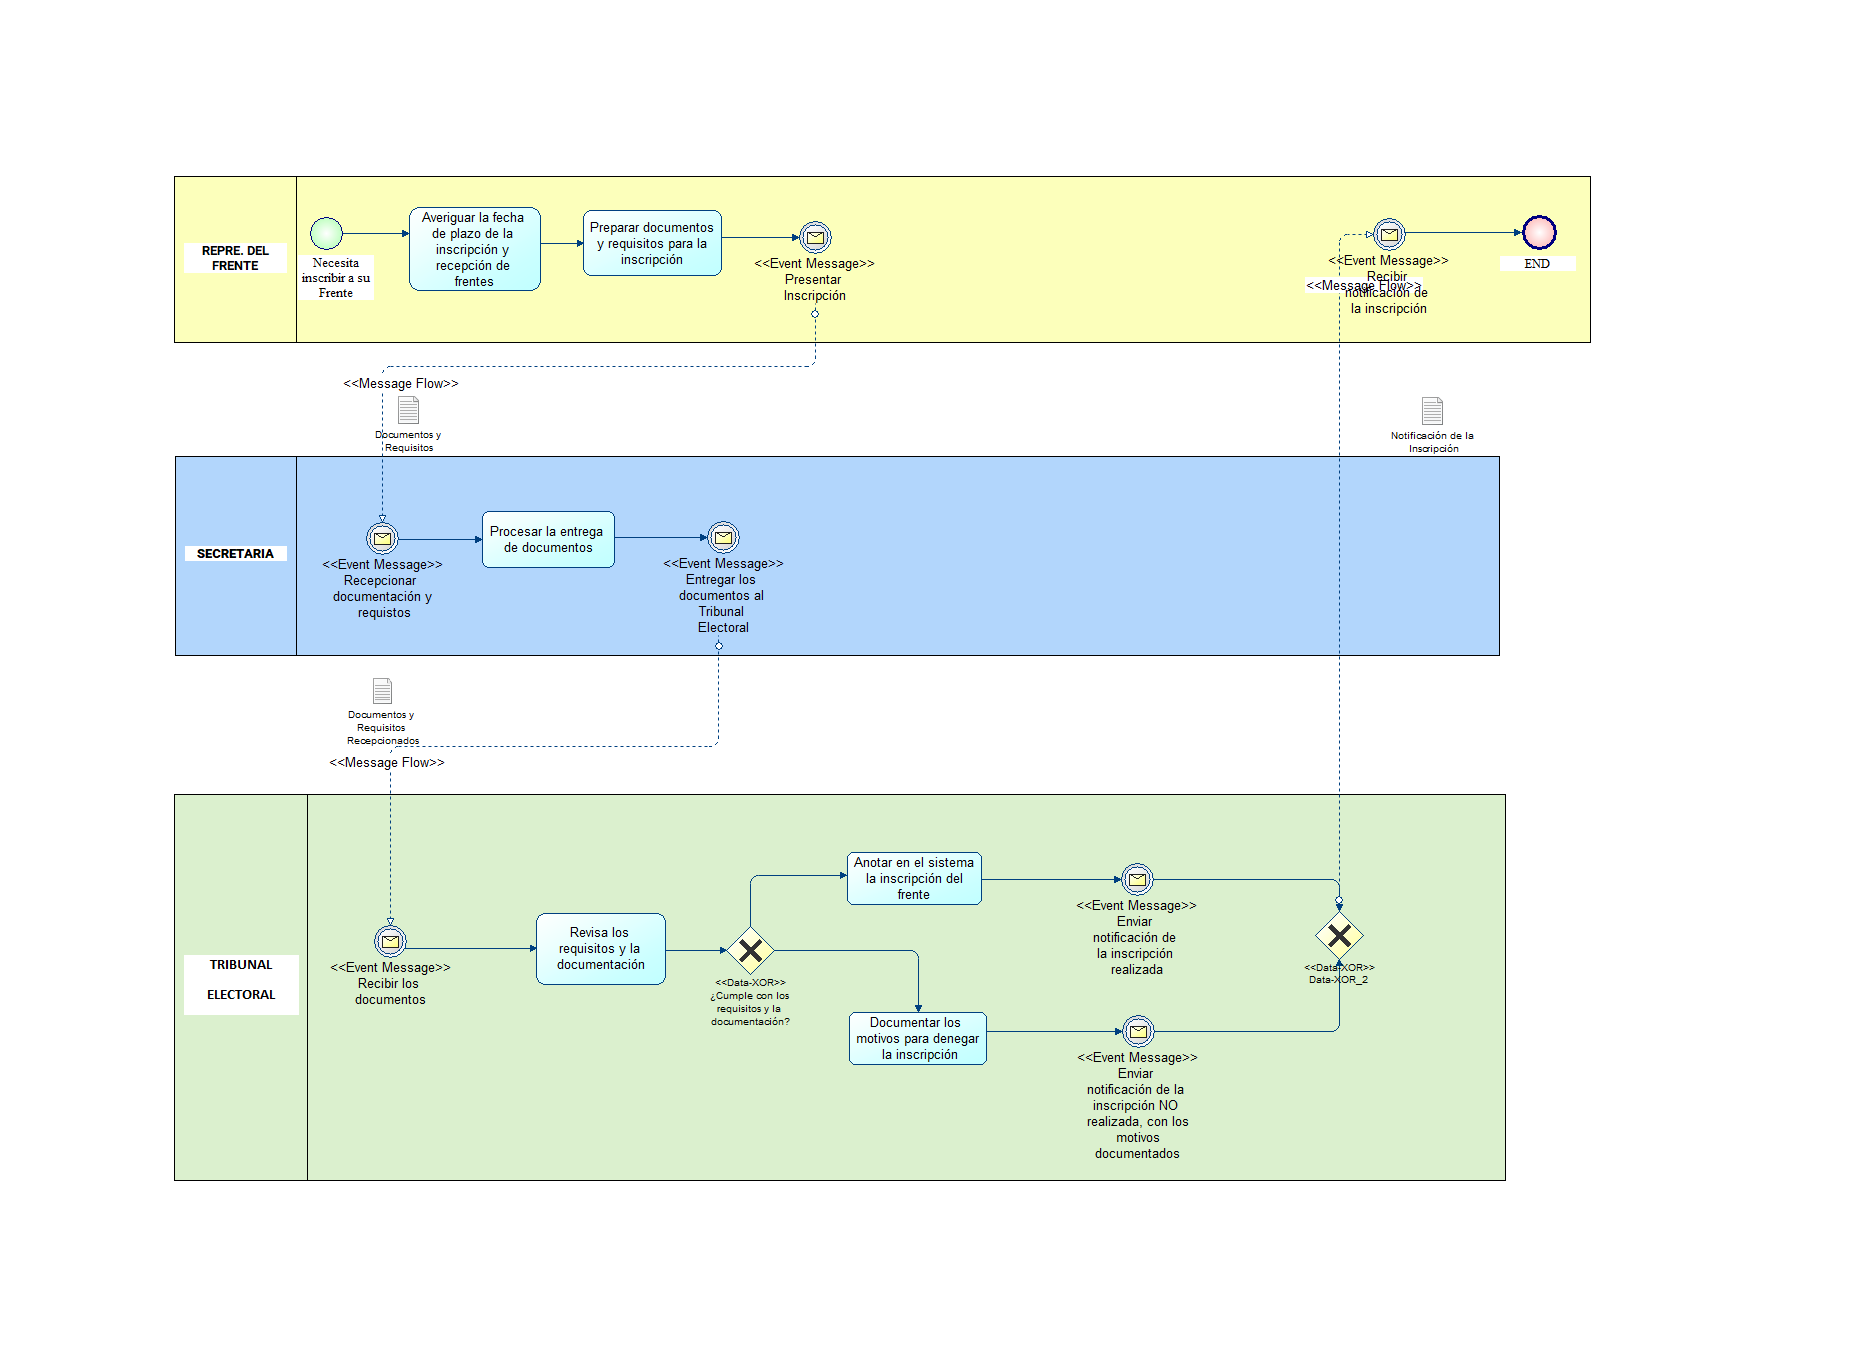 REPRE. DEL
FRENTE
Necesita
inscribir a su
Frente
Averiguar la fecha
de plazo de la
inscripción y
recepción de
frentes
Preparar documentos
y requisitos para la
inscripción
<<Event Message>>
Presentar
Inscripción
<<Event Message>>
Recibir
notificación de
la inscripción
<<Message Flow>>
END
<<Message Flow>>
Documentos y
Requisitos
Notificación de la
Inscripción
SECRETARIA
<<Event Message>>
Recepcionar
documentación y
requistos
Procesar la entrega
de documentos
<<Event Message>>
Entregar los
documentos al
Tribunal
Electoral
Documentos y
Requisitos
Recepcionados
<<Message Flow>>
TRIBUNAL
ELECTORAL
<<Event Message>>
Recibir los
documentos
Revisa los
requisitos y la
documentación
<<Data-XOR>>
¿Cumple con los
requisitos y la
documentación?
Anotar en el sistema
la inscripción del
frente
<<Event Message>>
Enviar
notificación de
la inscripción
realizada
Documentar los
motivos para denegar
la inscripción
<<Event Message>>
Enviar
notificación de la
inscripción NO
realizada, con los
motivos
documentados
<<Data-XOR>>
Data-XOR_2